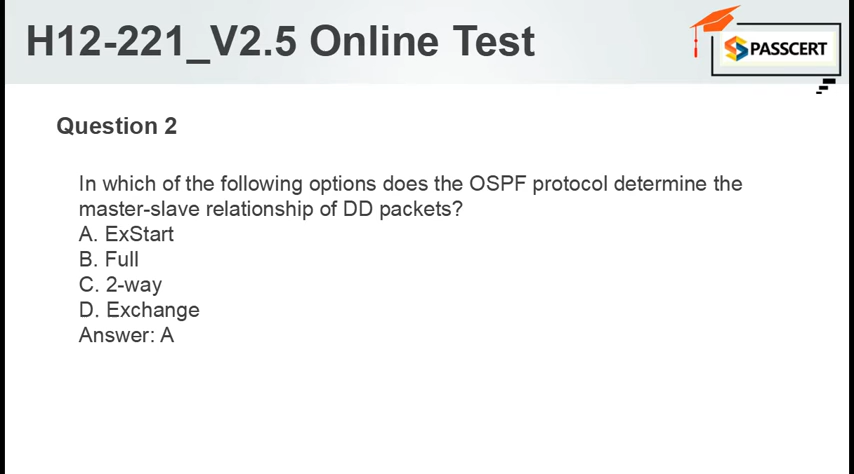 H12-221_V2.5 Online Test
PASSCERT
Question 2
In which of the following options does the OSPF protocol determine the
master-slave relationship of DD packets?
A. ExStart
B. Full
C. 2-way
D. Exchange
Answer: A